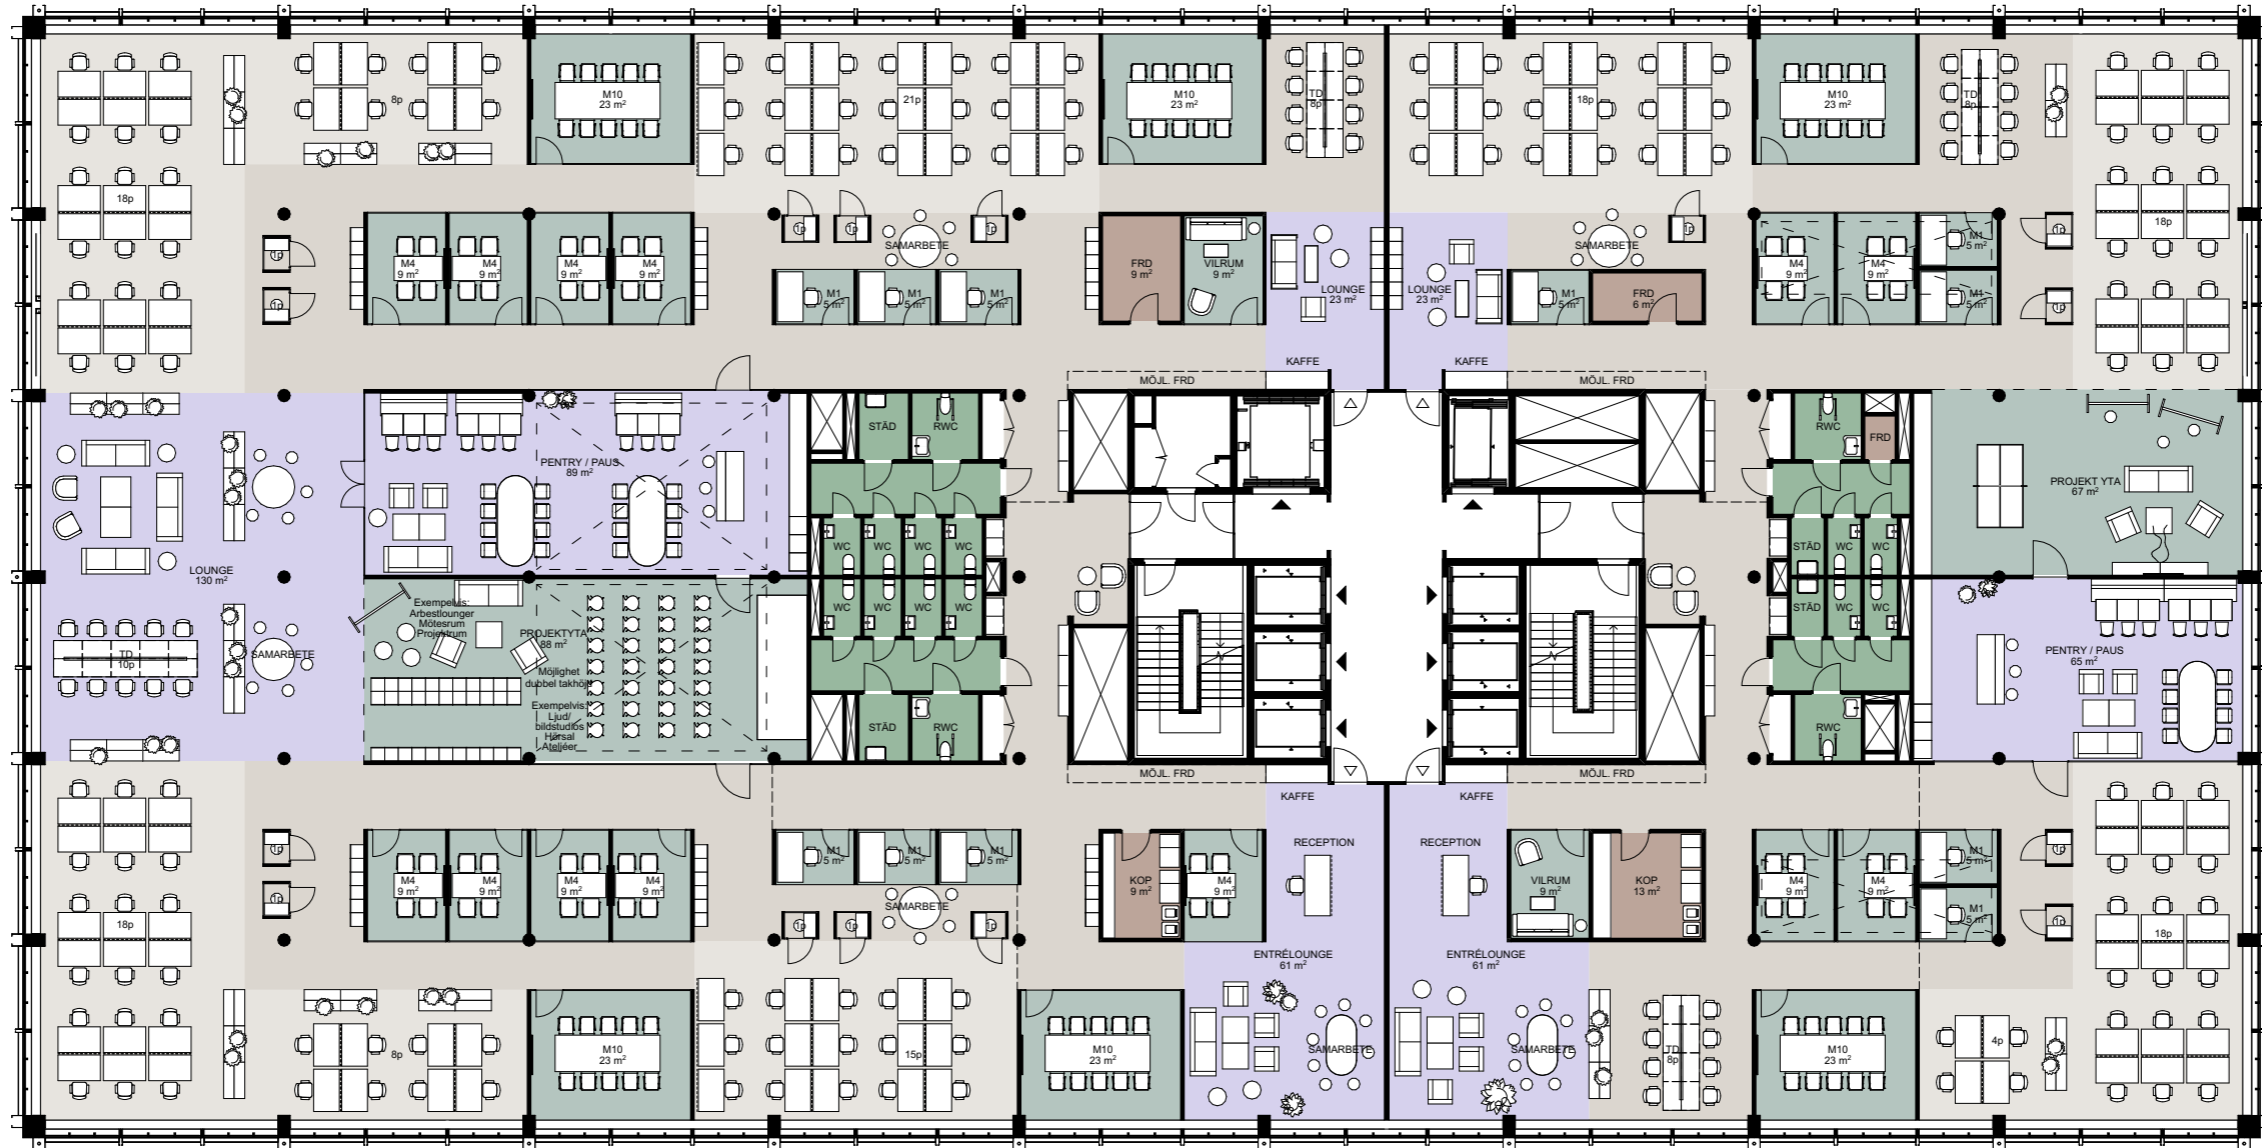 M10
23 m²
8p
21p
M10
23 m²
TD
8p
18p
M10
23 m²
TD
8p
18p
18p
1p
1p
1p
SAMARBETE
SAMARBETE
1p
1p
1p
M4
9 m²
M4
9 m²
M4
9 m²
M4
9 m²
FRD
9 m²
VILRUM
9 m²
M4
9 m²
M4
9 m²
M1
5 m²
M1
5 m²
M1
5 m²
M1
5 m²
LOUNGE
23 m²
LOUNGE
23 m²
M1
5 m²
FRD
6 m²
M1
5 m²
1p
1p
KAFFE
KAFFE
MÖJL. FRD
MÖJL. FRD
STÄD
RWC
RWC
FRD
PENTRY / PAUS
89 m²
PROJEKT YTA
67 m²
WC
WC
WC
WC
STÄD
WC
WC
LOUNGE
130 m²
Exempelvis:
Arbestlounger
Mötesrum
Projektrum
WC
WC
WC
WC
STÄD
WC
WC
PROJEKTYTA
88 m²
TD
10p
SAMARBETE
PENTRY / PAUS
65 m²
Möjlighet
dubbel takhöjd
Exempelvis:
Ljud/
bildstudios
Hörsal
Ateljéer
STÄD
RWC
RWC
MÖJL. FRD
MÖJL. FRD
KAFFE
KAFFE
RECEPTION
RECEPTION
1p
M1
5 m²
M1
5 m²
M1
5 m²
M1
5 m²
1p
M4
9 m²
M4
9 m²
M4
9 m²
M4
9 m²
KOP
9 m²
M4
9 m²
VILRUM
9 m²
KOP
13 m²
M4
9 m²
M4
9 m²
1p
SAMARBETE
M1
5 m²
18p
1p
1p
1p
1p
18p
ENTRÉLOUNGE
61 m²
ENTRÉLOUNGE
61 m²
8p
M10
23 m²
15p
M10
23 m²
SAMARBETE
SAMARBETE
TD
8p
M10
23 m²
4p